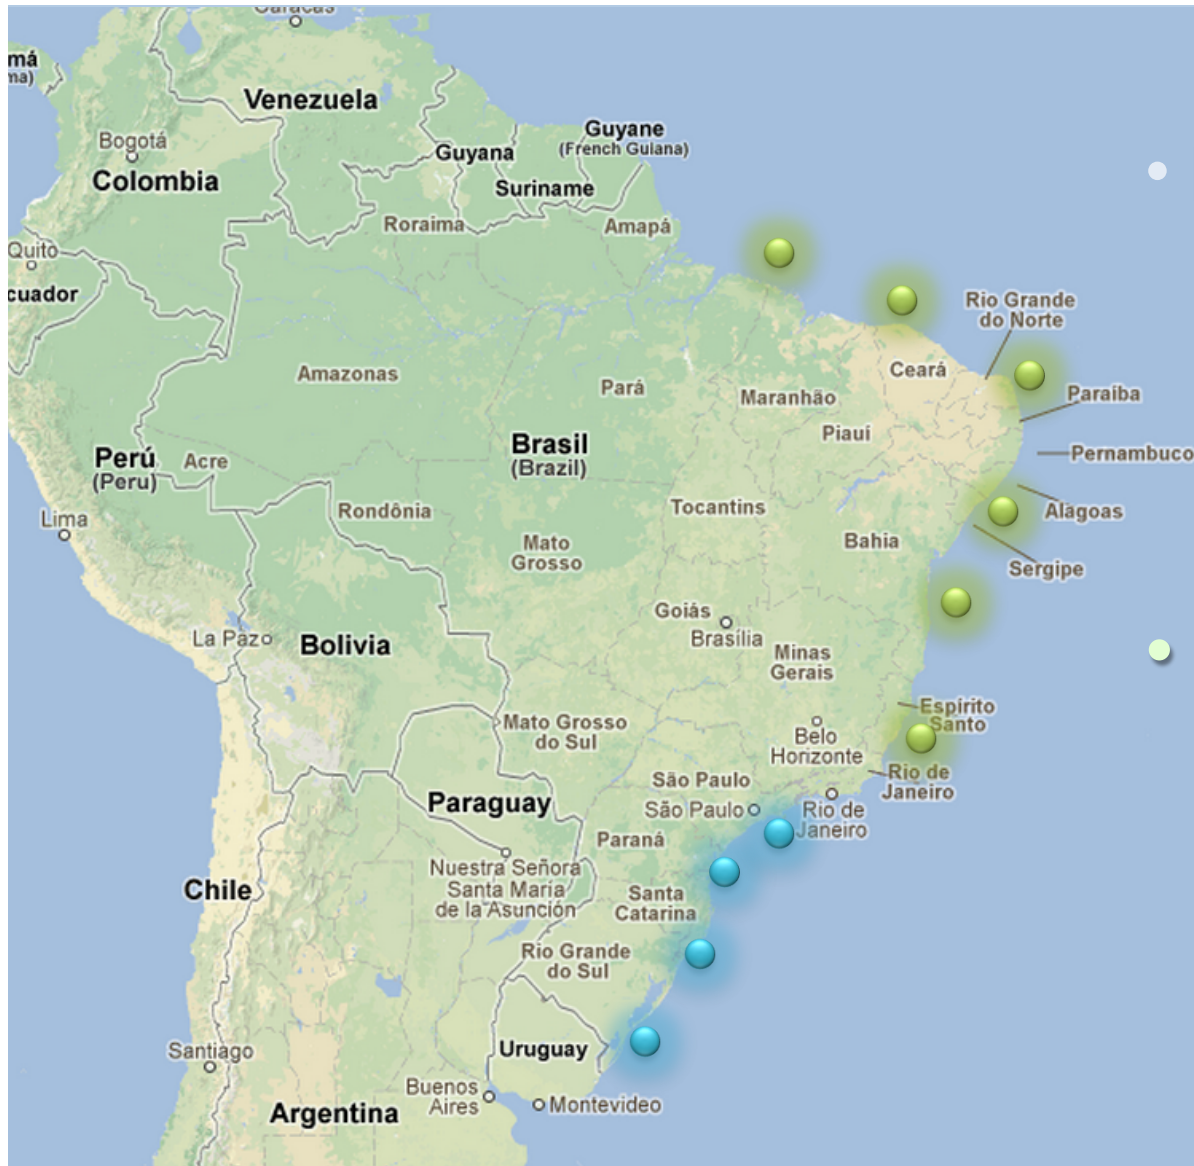 Caracas
má
ma)
Venezuela
Guyane
(French Guiana)
Bogotá
Guyana
Colombia
Suriname
Roraima
Amapá
Quito
cuador
Rio Grande
do Norte
Ceará
Amazonas
Pará
Maranhão
Paraíba
Piauí
Brasil
(Brazil)
Pernambuco
Perú
(Peru)
Acre
Tocantins
Rondônia
Alagoas
Lima
Mato
Grosso
Bahia
Sergipe
Goiás
Brasília
La Paz
Bolivia
Minas
Gerais
Espírito
Santo
Mato Grosso
do Sul
Belo
Horizonte
São Paulo
Rio de
Janeiro
Paraguay
São Paulo
Rio de
Janeiro
Paraná
Nuestra Señora
Santa Maria
de la Asunción
Chile
Santa
Catarina
Rio Grande
do Sul
Santiago
Uruguay
Buenos
Aires
Montevideo
Argentina